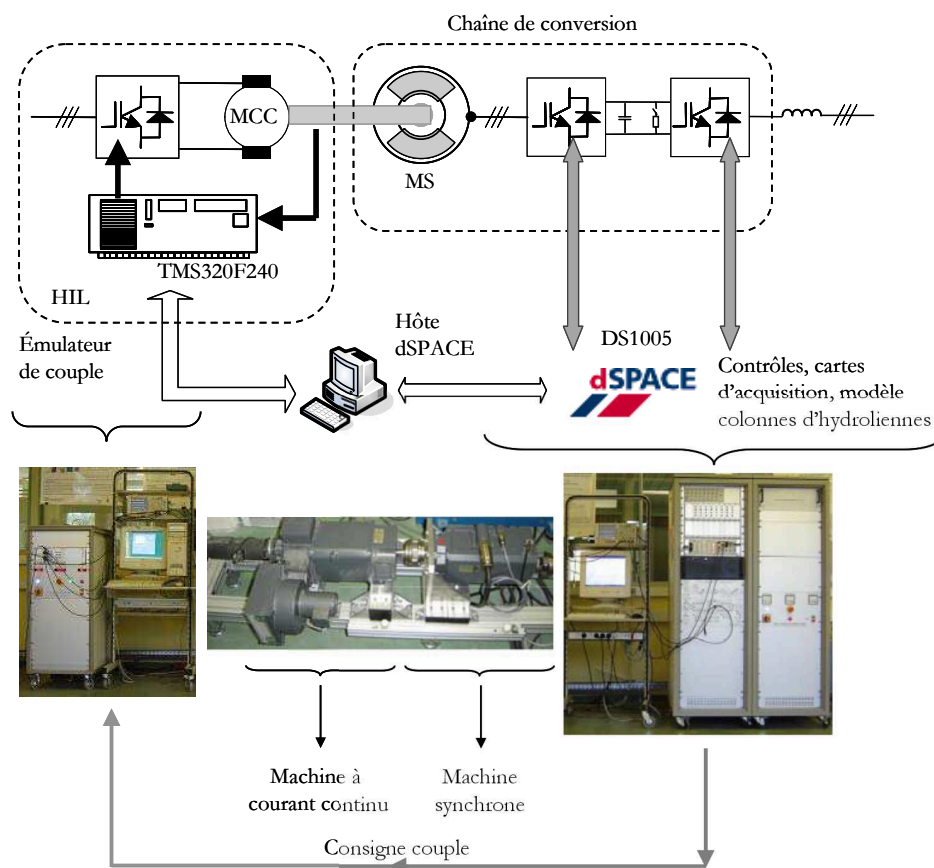 Chaîne de conversion
MCC
MS
TMS320F240
HIL
Émulateur
de couple
Hôte
dSPACE
DS1005
dSPACE
Contrôles, cartes
d'acquisition, modèle
colonnes d'hydroliennes
Machine à
courant continu
Machine
synchrone
Consigne couple